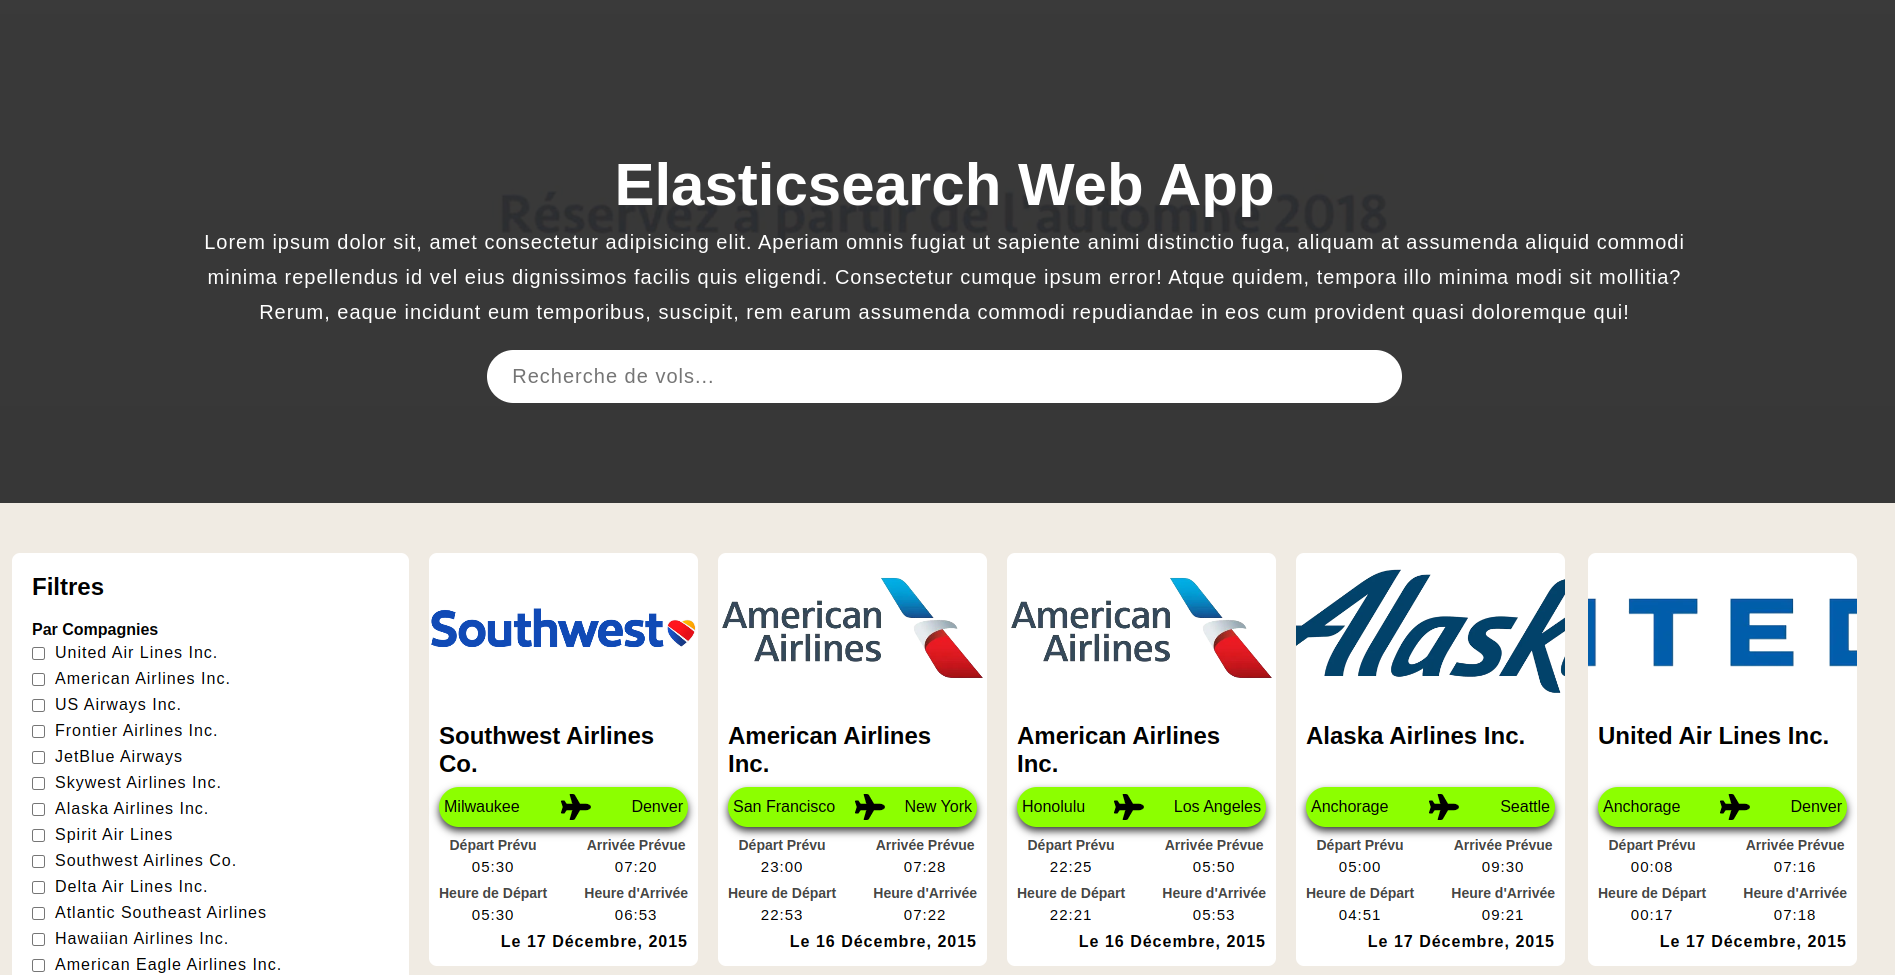 Elasticsearch Web App
Réservez à partir de l'automne 2018
Lorem ipsum dolor sit, amet consectetur adipisicing elit. Aperiam omnis fugiat ut sapiente animi distinctio fuga, aliquam at assumenda aliquid commodi
minima repellendus id vel eius dignissimos facilis quis eligendi. Consectetur cumque ipsum error! Atque quidem, tempora illo minima modi sit mollitia?
Rerum, eaque incidunt eum temporibus, suscipit, rem earum assumenda commodi repudiandae in eos cum provident quasi doloremque qui!
Recherche de vols...
Filtres
Par Compagnies
United Air Lines Inc.
American Airlines Inc.
US Airways Inc.
Frontier Airlines Inc.
JetBlue Airways
Skywest Airlines Inc.
Alaska Airlines Inc.
Spirit Air Lines
Southwest Airlines Co.
Delta Air Lines Inc.
Atlantic Southeast Airlines
Hawaiian Airlines Inc.
American Eagle Airlines Inc.
Southwest
Southwest Airlines
Co.
Milwaukee Denver
Départ Prévu Arrivée Prévue
05:30 07:20
Heure de Départ Heure d'Arrivée
05:30 06:53
Le 17 Décembre, 2015
American
Airlines
American Airlines
Inc.
San Francisco New York
Départ Prévu Arrivée Prévue
23:00 07:28
Heure de Départ Heure d'Arrivée
22:53 07:22
Le 16 Décembre, 2015
American
Airlines
American Airlines
Inc.
Honolulu Los Angeles
Départ Prévu Arrivée Prévue
22:25 05:50
Heure de Départ Heure d'Arrivée
22:21 05:53
Le 16 Décembre, 2015
Alask
Alaska Airlines Inc.
Anchorage Seattle
Départ Prévu Arrivée Prévue
05:00 09:30
Heure de Départ Heure d'Arrivée
04:51 09:21
Le 17 Décembre, 2015
ITED
United Air Lines Inc.
Anchorage Denver
Départ Prévu Arrivée Prévue
00:08 07:16
Heure de Départ Heure d'Arrivée
00:17 07:18
Le 17 Décembre, 2015